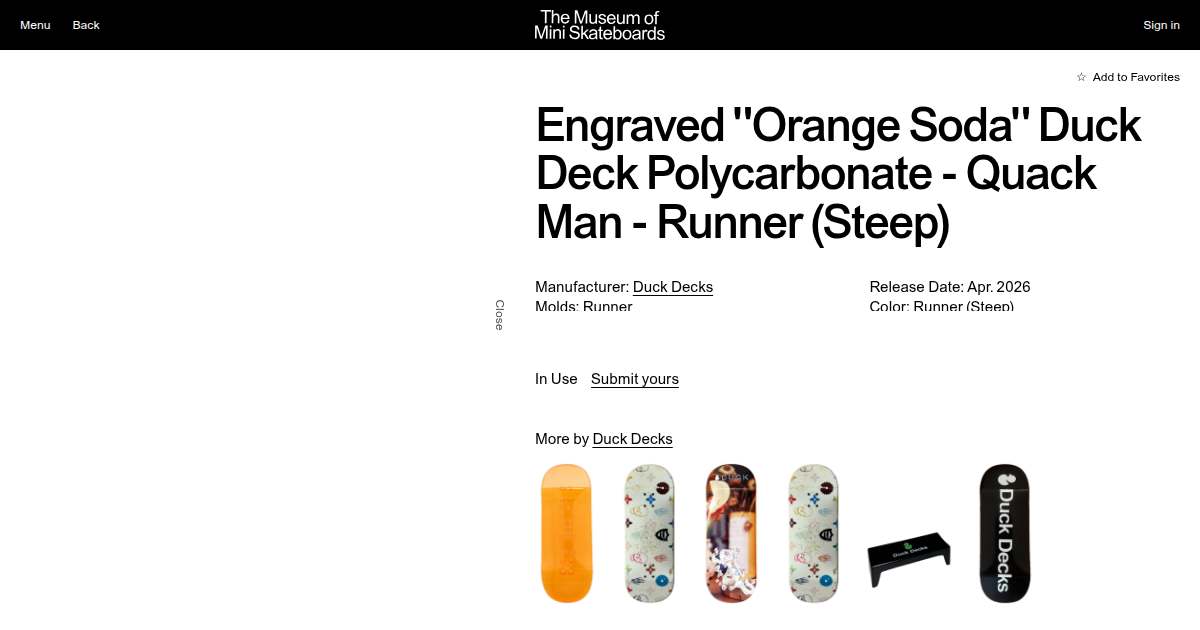 Menu
Back
The Museum of
Mini Skateboards
Sign in
☆ Add to Favorites
Engraved "Orange Soda" Duck
Deck Polycarbonate - Quack
Man - Runner (Steep)
Manufacturer: Duck Decks
Release Date: Apr. 2026
Molds: Runner
Color: Runner (Steep)
Close
In Use
Submit yours
More by Duck Decks
Duck Decks
Duck Decks